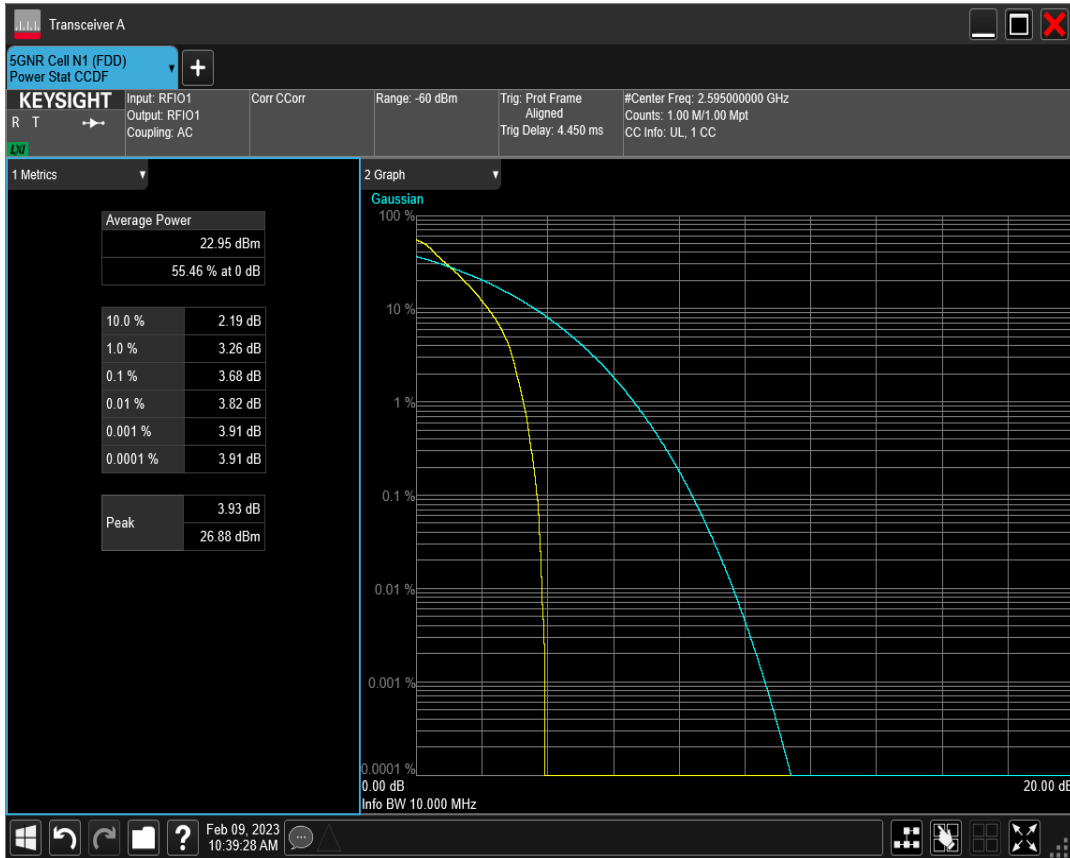 Transceiver A
5GNR Cell N1 (FDD)
Power Stat CCDF
+
KEYSIGHT
R T
LXI
Input: RFIO1
Output: RFIO1
Coupling: AC
Corr CCorr
Range: -60 dBm
Trig: Prot Frame
Aligned
Trig Delay: 4.450 ms
#Center Freq: 2.595000000 GHz
Counts: 1.00 M/1.00 Mpt
CC Info: UL, 1 CC
1 Metrics
Average Power
22.95 dBm
55.46 % at 0 dB
10.0 % 2.19 dB
1.0 % 3.26 dB
0.1 % 3.68 dB
0.01 % 3.82 dB
0.001 % 3.91 dB
0.0001 % 3.91 dB
Peak
3.93 dB
26.88 dBm
2 Graph
Gaussian
100 %
10 %
1 %
0.1 %
0.01 %
0.001 %
0.0001 %
0.00 dB 20.00 dB
Info BW 10.000 MHz
?
Feb 09, 2023
10:39:28 AM